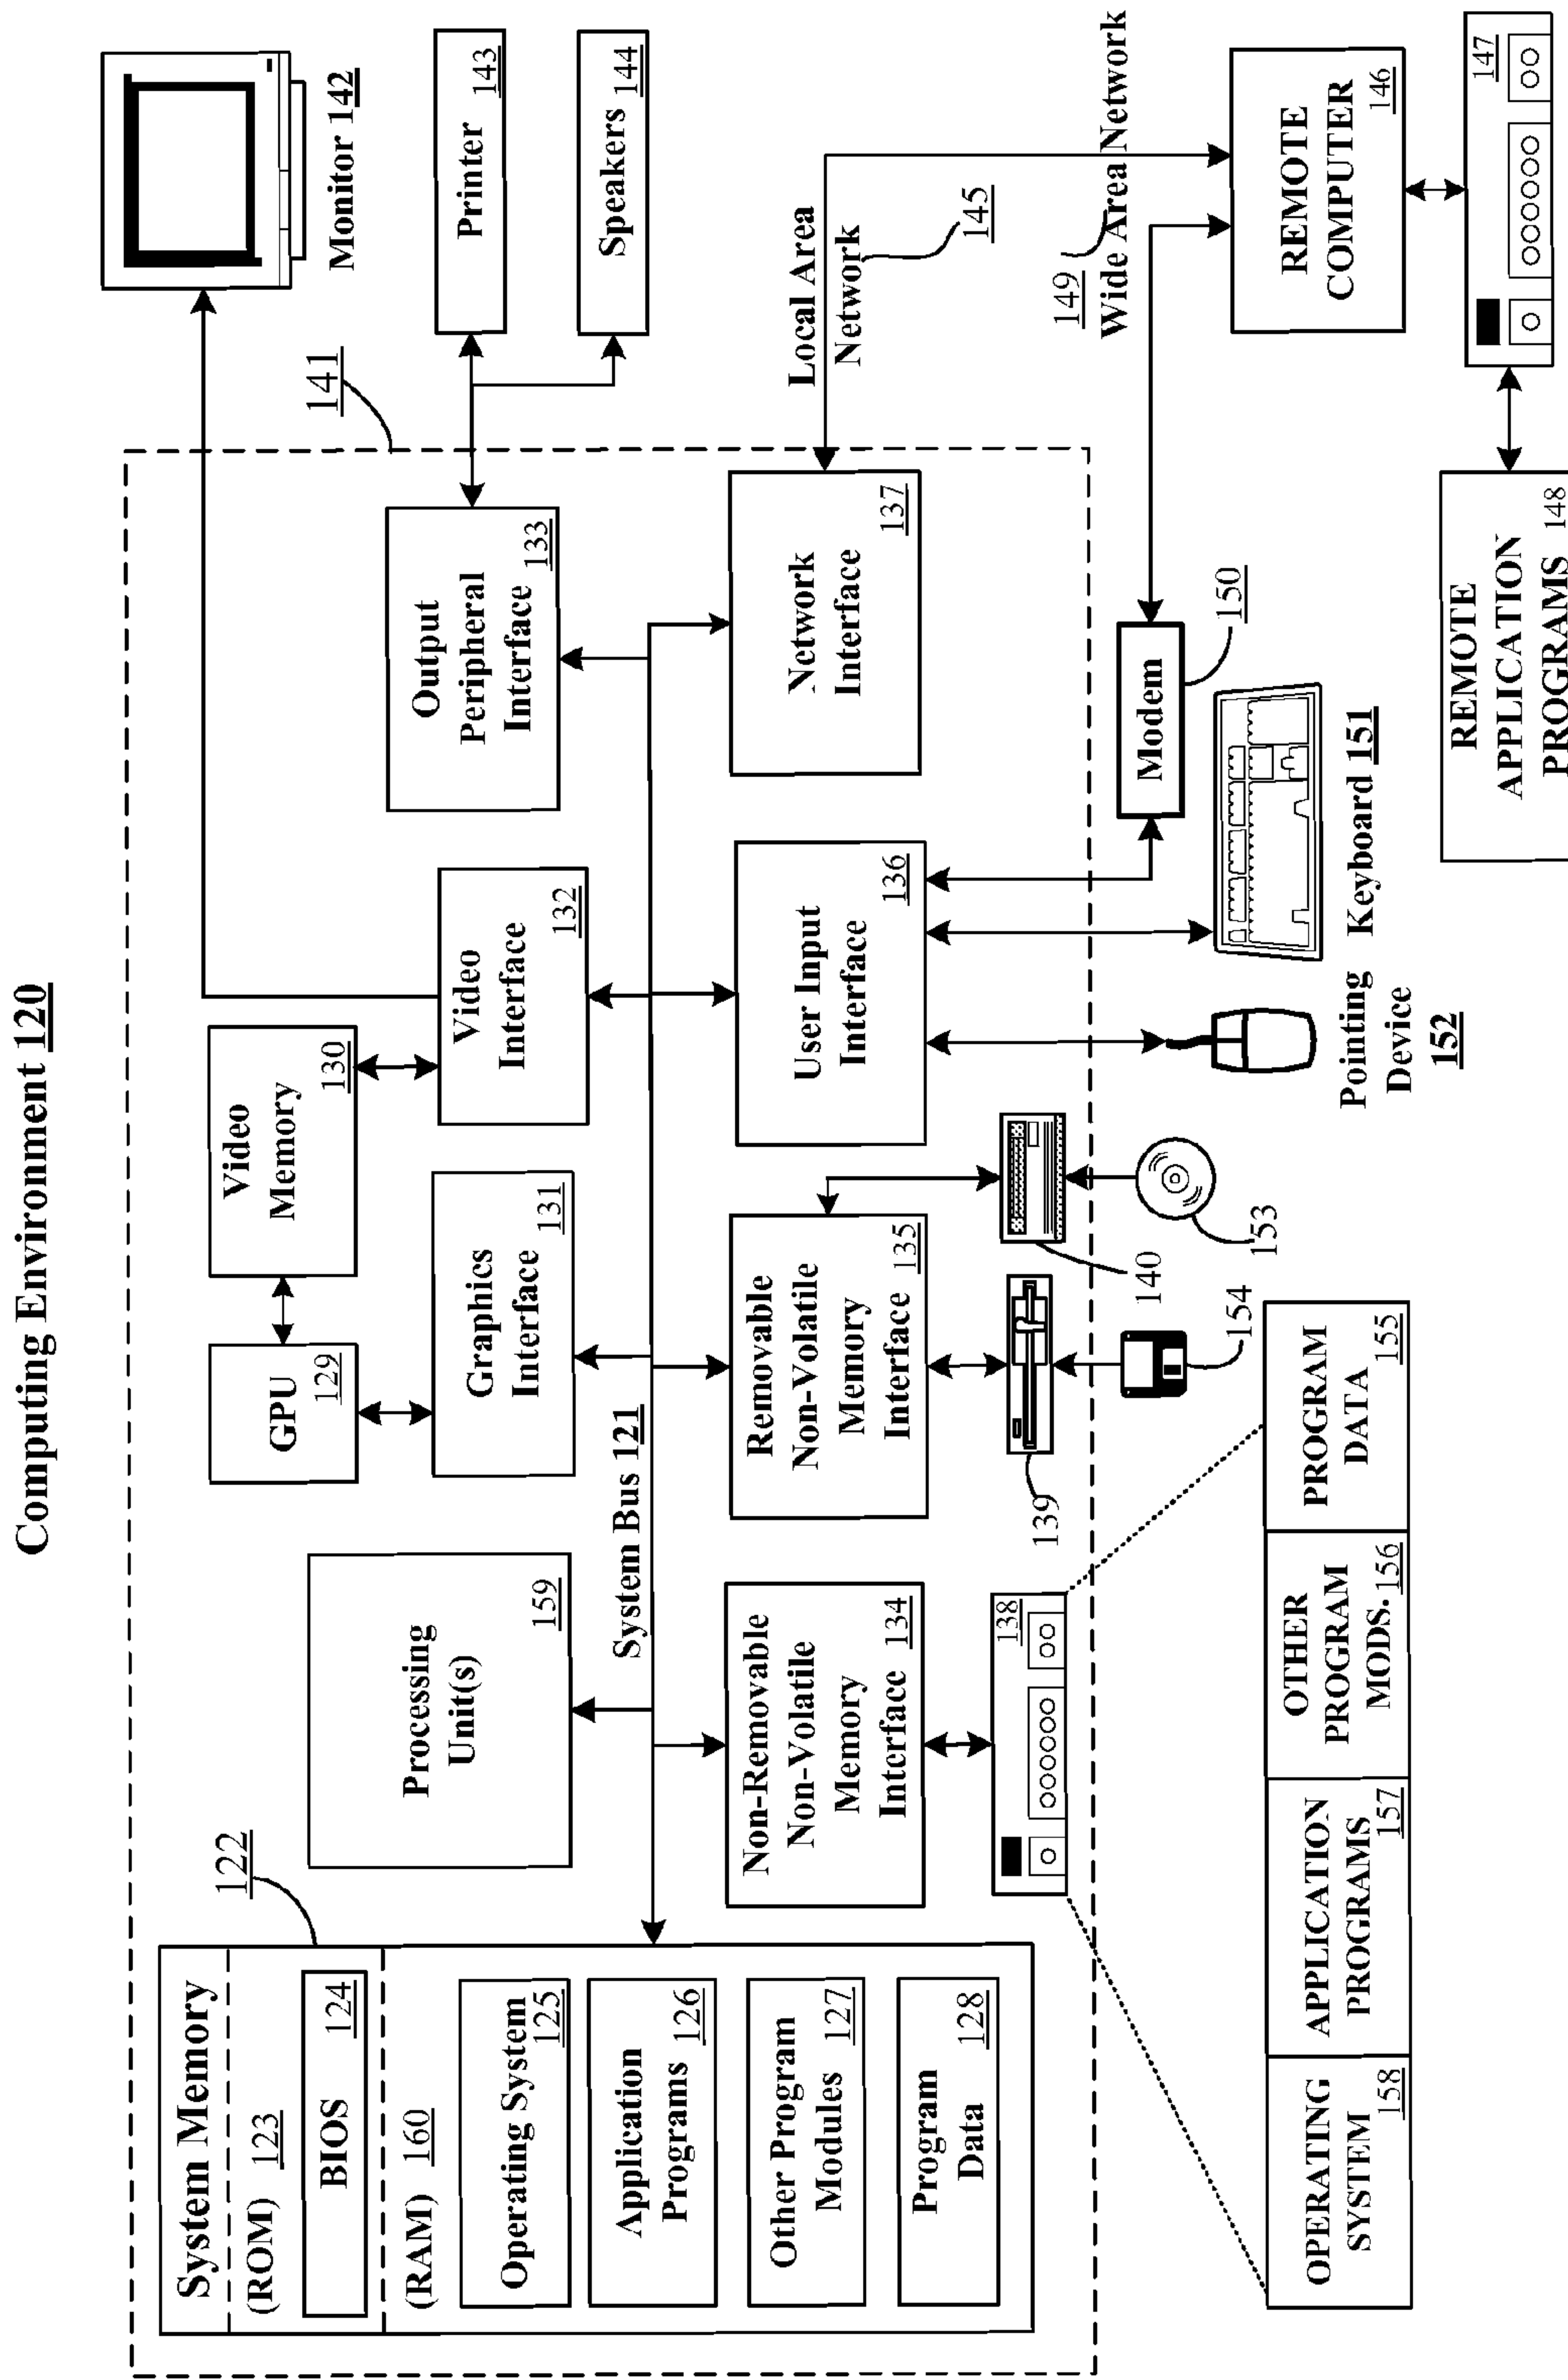 Computing Environment 120
System Memory
(ROM) 123
BIOS 124
(RAM) 160
Operating System
125
Application
Programs 126
Other Program
Modules 127
Program
Data 128
122
Processing
Unit(s)
159
GPU
129
Video
Memory
130
Graphics
Interface
131
Video
Interface
132
Output
Peripheral
Interface
133
System Bus 121
Non-Removable
Non-Volatile
Memory
Interface 134
Removable
Non-Volatile
Memory
Interface 135
User Input
Interface
136
Network
Interface
137
138
139
140
153
154
141
Monitor 142
Printer
143
Speakers
144
Local Area
Network
145
149
Wide Area Network
Modem
150
Pointing
Device
152
Keyboard 151
REMOTE
COMPUTER
146
147
REMOTE
APPLICATION
PROGRAMS 148
OPERATING
SYSTEM
158
APPLICATION
PROGRAMS
157
OTHER
PROGRAM
MODS. 156
PROGRAM
DATA
155